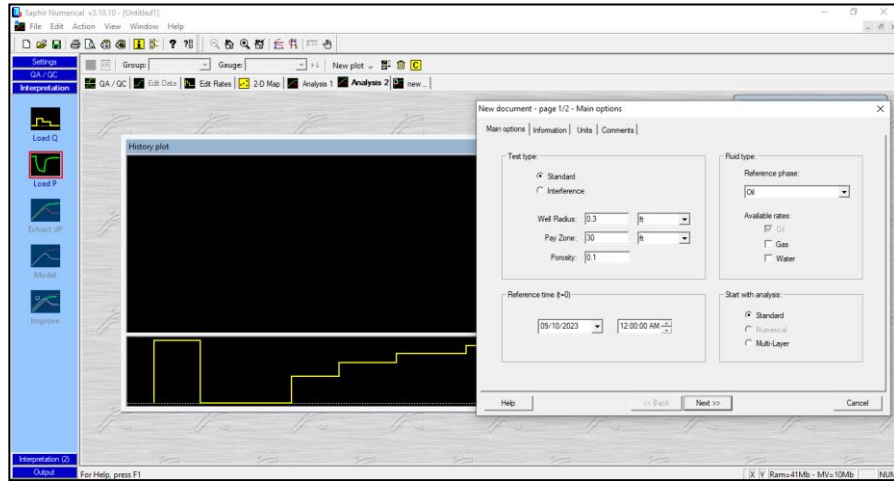 Saphir Numerical v3.10.10 - [Untitled1]
File Edit Action View Window Help
Settings
QA / QC
Interpretation
Load Q
Load P
Extract dP
Model
Improve
Interpretation (2)
Output
Group:
Gauge:
New plot
QA / QC
Edit Data
Edit Rates
2-D Map
Analysis 1
Analysis 2
new...
History plot
New document - page 1/2 - Main options
Main options
Information
Units
Comments
Test type:
Standard
Interference
Well Radius: 0.3 ft
Pay Zone: 30 ft
Porosity: 0.1
Fluid type:
Reference phase:
Oil
Available rates:
Oil
Gas
Water
Reference time (t=0)
09/10/2023 12:00:00 AM
Start with analysis:
Standard
Numerical
Multi-Layer
Help
<< Back
Next >>
Cancel
For Help, press F1
X Y Ram=41Mb - MV=10Mb NUM